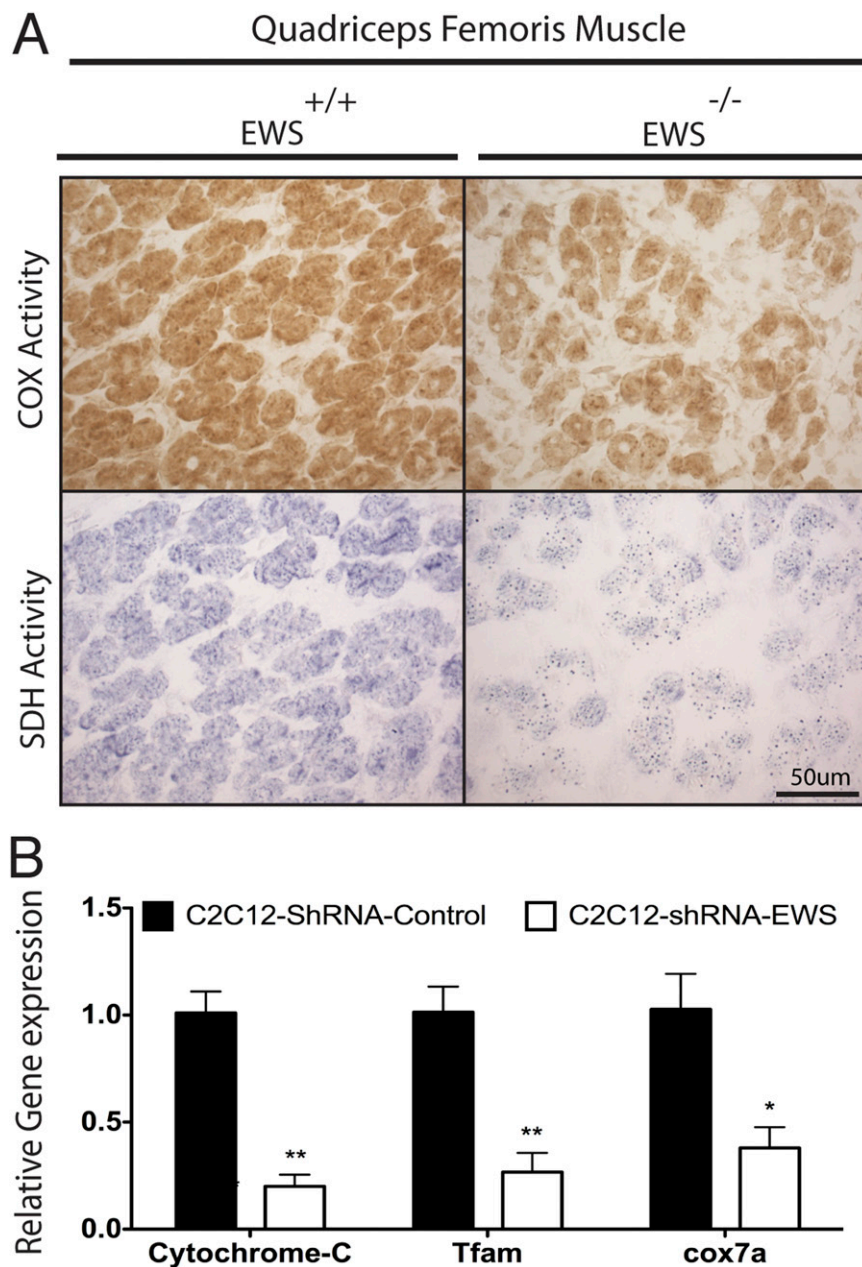 A
Quadriceps Femoris Muscle
EWS+/+
EWS-/-
COX Activity
SDH Activity
50um
B
Relative Gene expression
1.5
1.0
0.5
0.0
C2C12-ShRNA-Control
C2C12-shRNA-EWS
**
**
*
Cytochrome-C
Tfam
cox7a